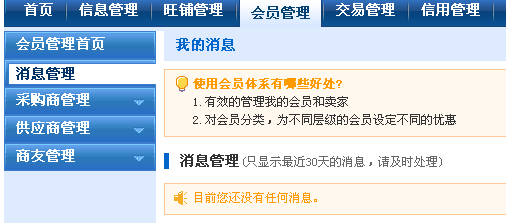 首页 信息管理 旺铺管理 会员管理 交易管理 信用管理
会员管理首页
消息管理
采购商管理
供应商管理
商友管理
我的消息
使用会员体系有哪些好处?
1. 有效的管理我的会员和卖家
2. 对会员分类，为不同层级的会员设定不同的优惠
消息管理 (只显示最近30天的消息，请及时处理)
目前您还没有任何消息。